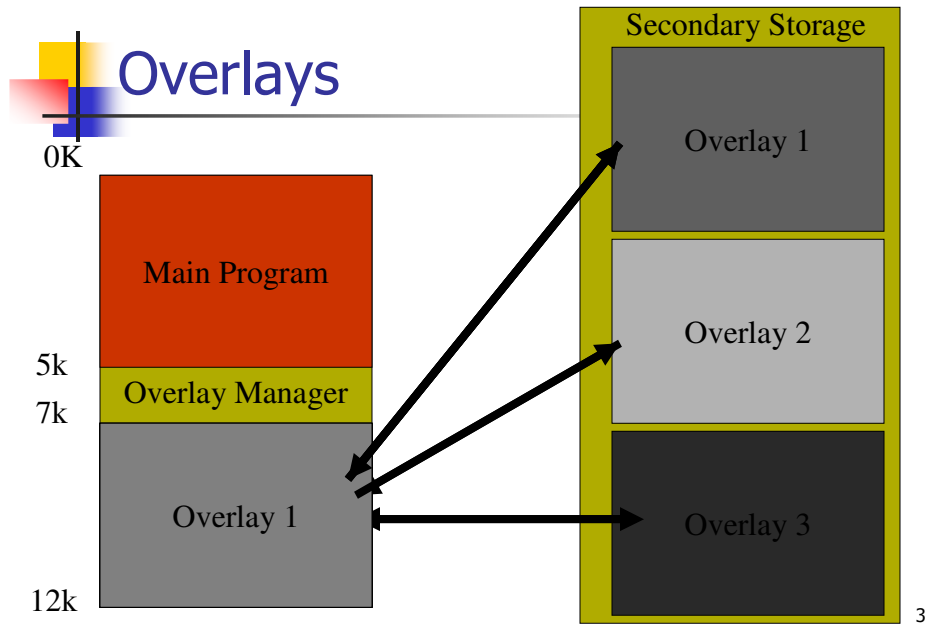 Overlays
0K
Main Program
5k
Overlay Manager
7k
Overlay 1
12k
Secondary Storage
Overlay 1
Overlay 2
Overlay 3
3